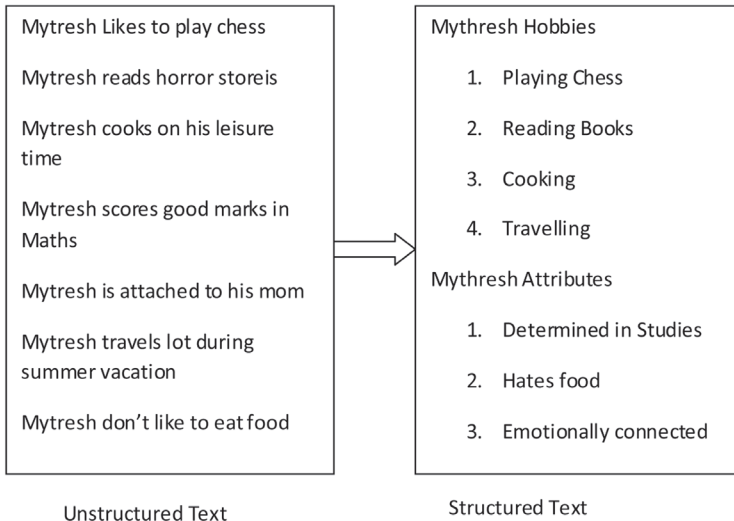 Mytresh Likes to play chess
Mytresh reads horror storeis
Mytresh cooks on his leisure
time
Mytresh scores good marks in
Maths
Mytresh is attached to his mom
Mytresh travels lot during
summer vacation
Mytresh don't like to eat food
Unstructured Text
Mythresh Hobbies
1. Playing Chess
2. Reading Books
3. Cooking
4. Travelling
Mythresh Attributes
1. Determined in Studies
2. Hates food
3. Emotionally connected
Structured Text